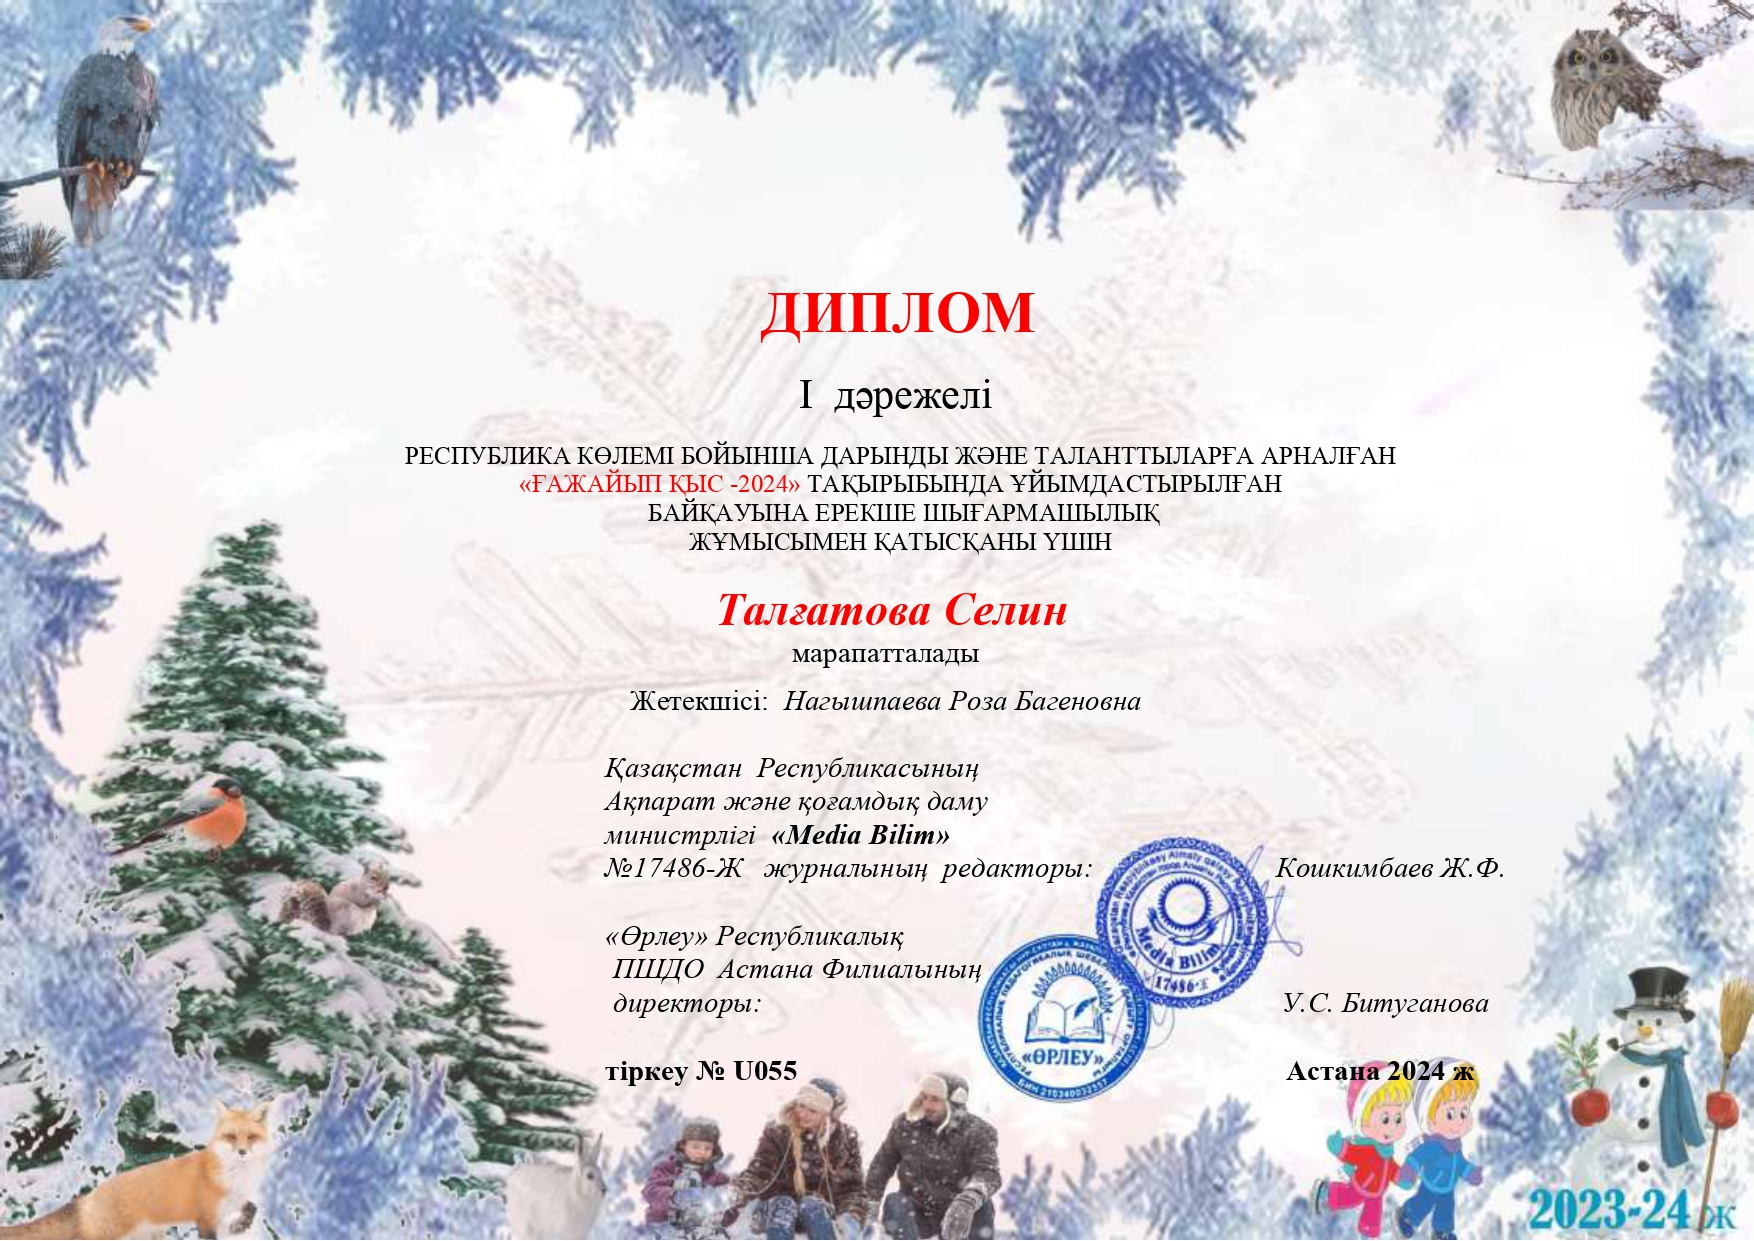 ДИПЛОМ
I дәрежелі
РЕСПУБЛИКА КӨЛЕМІ БОЙЫНША ДАРЫНДЫ ЖӘНЕ ТАЛАНТТЫЛАРҒА АРНАЛҒАН
«ҒАЖАЙЫП ҚЫС -2024» ТАҚЫРЫБЫНДА ҰЙЫМДАСТЫРЫЛҒАН
БАЙҚАУЫНА ЕРЕКШЕ ШЫҒАРМАШЫЛЫҚ
ЖҰМЫСЫМЕН ҚАТЫСҚАНЫ ҮШІН
Талғатова Селин
марапатталады
Жетекшісі: Нагышпаева Роза Багеновна
Қазақстан Республикасының
Ақпарат және қоғамдық даму
министрлігі «Media Bilim»
№17486-Ж журналының редакторы: Кошкимбаев Ж.Ф.
«Өрлеу» Республикалық
ПШДО Астана Филиалының
директоры: У.С. Битуганова
тіркеу № U055 Астана 2024 ж
Media Bilim
17486-Ж
«ӨРЛЕУ»
2023-24 ж